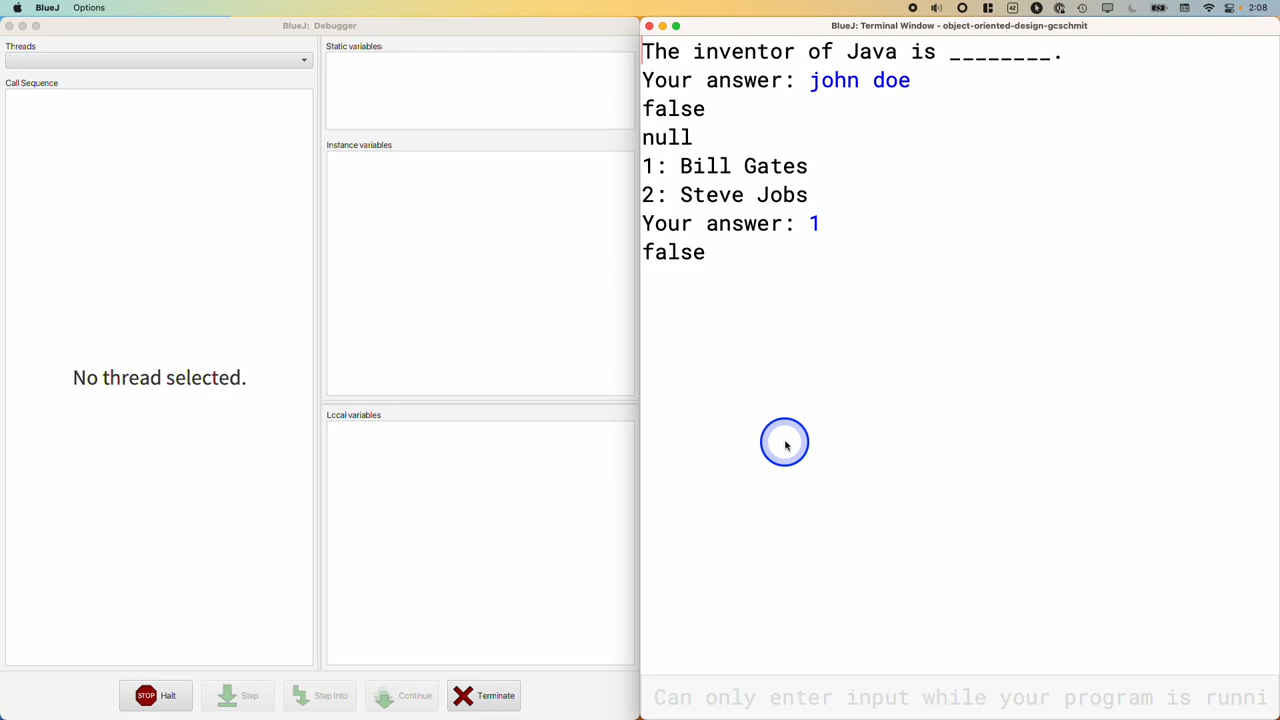 BlueJ Options 42 2:08
BlueJ: Debugger
Threads
Call Sequence
No thread selected.
Static variables
Instance variables
Local variables
STOP Halt
Step
Step Into
Continue
Terminate
BlueJ: Terminal Window - object-oriented-design-gcschmit
The inventor of Java is ________.
Your answer: john doe
false
null
1: Bill Gates
2: Steve Jobs
Your answer: 1
false
Can only enter input while your program is runni